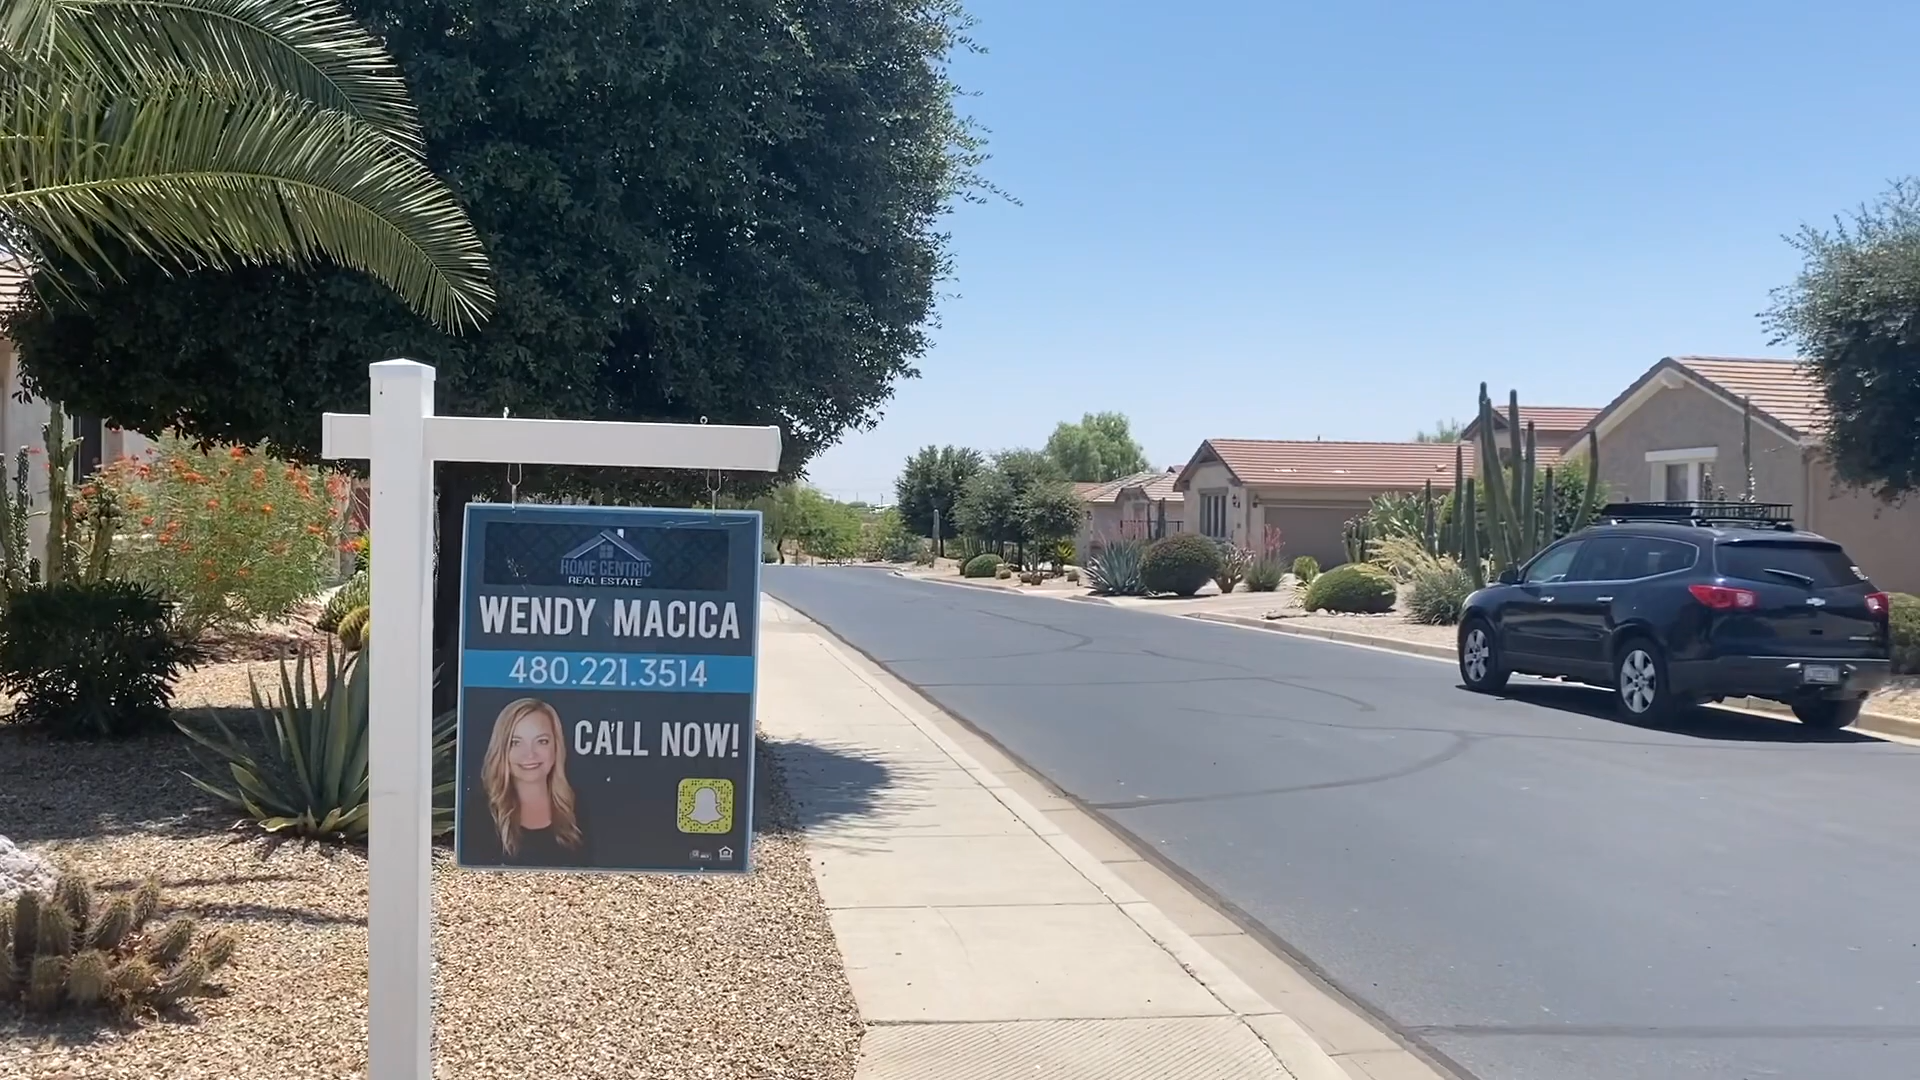 HOME CENTRIC
REAL ESTATE
WENDY MACICA
480.221.3514
CALL NOW!